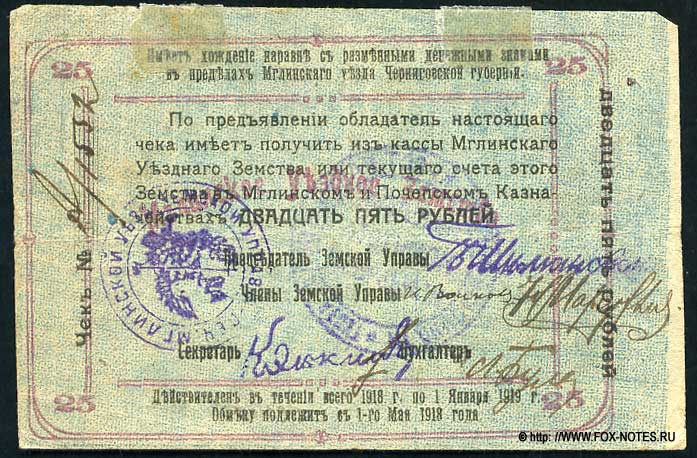 Имѣетъ хожденіе наравнѣ съ размѣнными денежными знаками
въ предѣлахъ Мглинскаго уѣзда Черниговской губерніи.
25
25
По предъявленіи обладатель настоящаго
чека имѣетъ получить изъ кассы Мглинскаго
Уѣзднаго Земства или текущаго счета этого
Земства въ Мглинскомъ и Почепскомъ Казна-
чействахъ ДВАДЦАТЬ ПЯТЬ РУБЛЕЙ
Предсѣдатель Земской Управы
Члены Земской Управы
Секретарь
Бухгалтеръ
Дѣйствителенъ въ теченіи всего 1918 г. по 1 Января 1919 г.
Обмѣну подлежитъ съ 1-го Мая 1918 года
25
25
Чекъ №
двадцать пять рублей
© http: //www.FOX-NOTES.RU